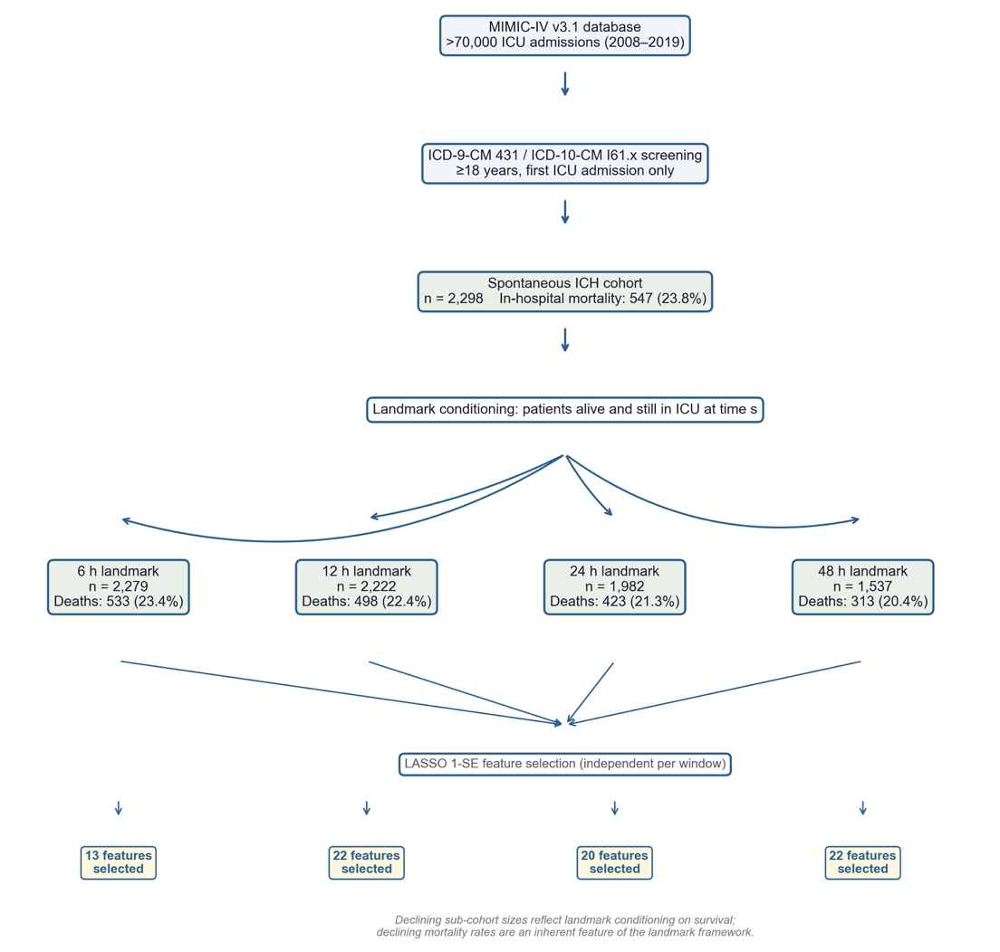 MIMIC-IV v3.1 database
>70,000 ICU admissions (2008–2019)
ICD-9-CM 431 / ICD-10-CM I61.x screening
≥18 years, first ICU admission only
Spontaneous ICH cohort
n = 2,298    In-hospital mortality: 547 (23.8%)
Landmark conditioning: patients alive and still in ICU at time s
6 h landmark
n = 2,279
Deaths: 533 (23.4%)
12 h landmark
n = 2,222
Deaths: 498 (22.4%)
24 h landmark
n = 1,982
Deaths: 423 (21.3%)
48 h landmark
n = 1,537
Deaths: 313 (20.4%)
LASSO 1-SE feature selection (independent per window)
13 features
selected
22 features
selected
20 features
selected
22 features
selected
Declining sub-cohort sizes reflect landmark conditioning on survival;
declining mortality rates are an inherent feature of the landmark framework.